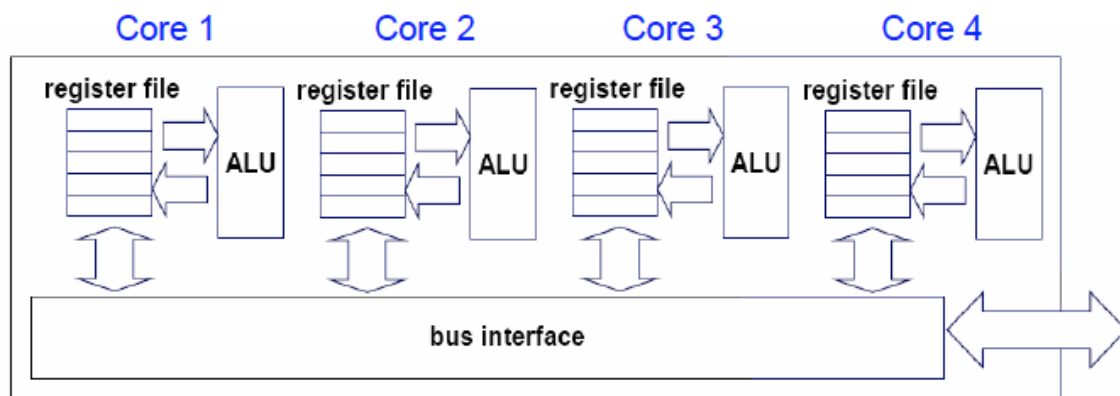 Core 1 Core 2 Core 3 Core 4
register file register file register file register file
ALU ALU ALU ALU
bus interface